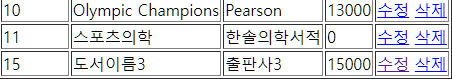 10 Olympic Champions Pearson 13000 수정 삭제
11 스포츠의학 한솔의학서적 0 수정 삭제
15 도서이름3 출판사3 15000 수정 삭제